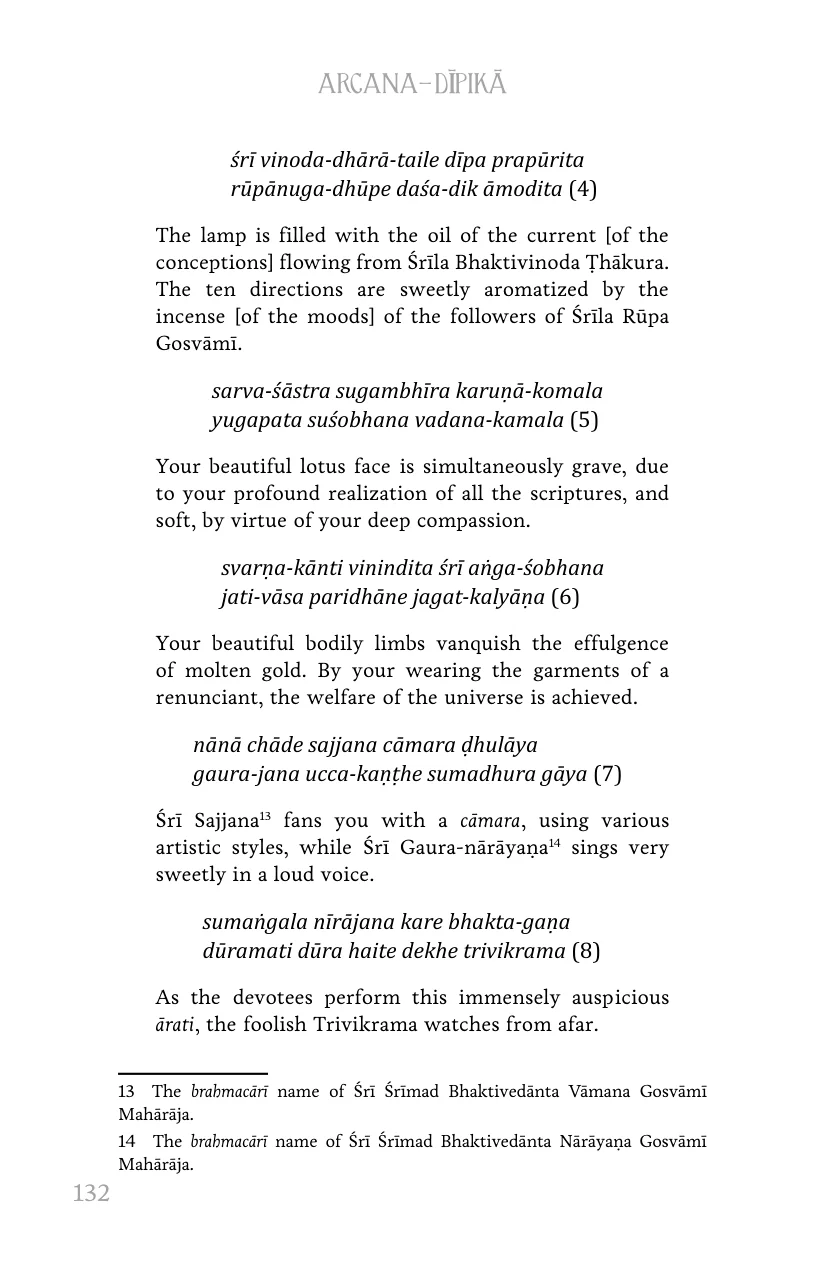 ARCANA–DĪPIKĀ
śrī vinoda-dhārā-taile dīpa prapūrita
rūpānuga-dhūpe daśa-dik āmodita (4)
The lamp is filled with the oil of the current [of the
conceptions] flowing from Śrīla Bhaktivinoda Ṭhākura.
The ten directions are sweetly aromatized by the
incense [of the moods] of the followers of Śrīla Rūpa
Gosvāmī.
sarva-śāstra sugambhīra karuṇā-komala
yugapata suśobhana vadana-kamala (5)
Your beautiful lotus face is simultaneously grave, due
to your profound realization of all the scriptures, and
soft, by virtue of your deep compassion.
svarṇa-kānti vinindita śrī aṅga-śobhana
jati-vāsa paridhāne jagat-kalyāṇa (6)
Your beautiful bodily limbs vanquish the effulgence
of molten gold. By your wearing the garments of a
renunciant, the welfare of the universe is achieved.
nānā chāde sajjana cāmara ḍhulāya
gaura-jana ucca-kaṇṭhe sumadhura gāya (7)
Śrī Sajjana¹³ fans you with a cāmara, using various
artistic styles, while Śrī Gaura-nārāyaṇa¹⁴ sings very
sweetly in a loud voice.
sumaṅgala nīrājana kare bhakta-gaṇa
dūramati dūra haite dekhe trivikrama (8)
As the devotees perform this immensely auspicious
ārati, the foolish Trivikrama watches from afar.
13 The brahmacārī name of Śrī Śrīmad Bhaktivedānta Vāmana Gosvāmī
Mahārāja.
14 The brahmacārī name of Śrī Śrīmad Bhaktivedānta Nārāyaṇa Gosvāmī
Mahārāja.
132